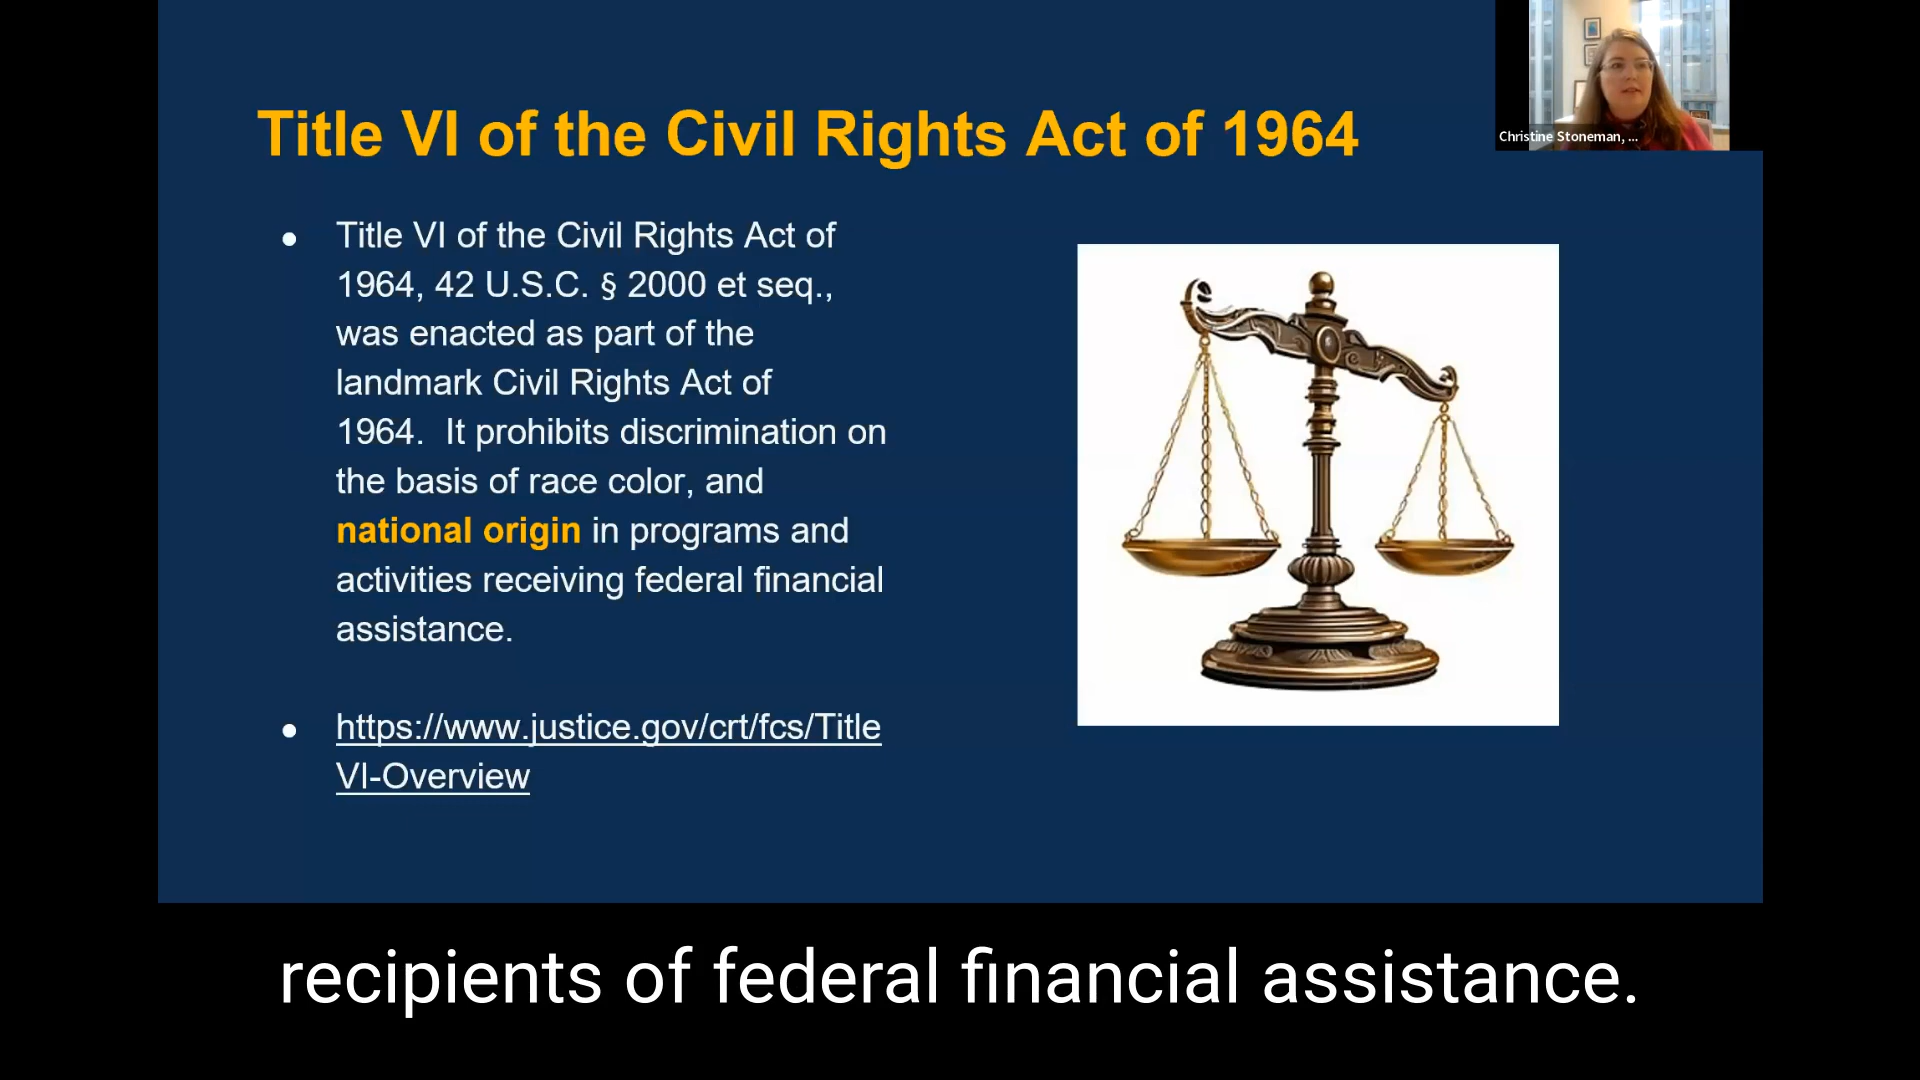 Title VI of the Civil Rights Act of 1964
Christine Stoneman, ...
● Title VI of the Civil Rights Act of
1964, 42 U.S.C. § 2000 et seq.,
was enacted as part of the
landmark Civil Rights Act of
1964.  It prohibits discrimination on
the basis of race color, and
national origin in programs and
activities receiving federal financial
assistance.
● https://www.justice.gov/crt/fcs/Title
VI-Overview
recipients of federal financial assistance.